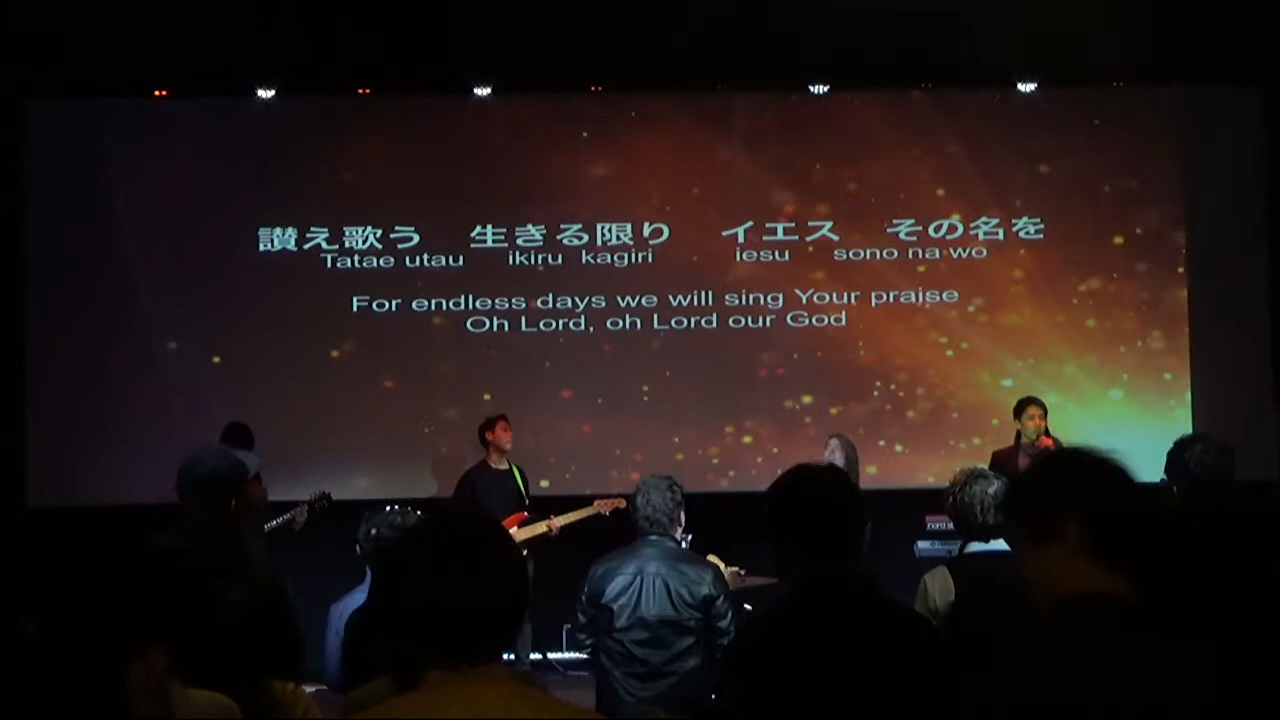 讃え歌う 生きる限り イエス その名を
Tatae utau ikiru kagiri iesu sono na wo
For endless days we will sing Your praise
Oh Lord, oh Lord our God
nord